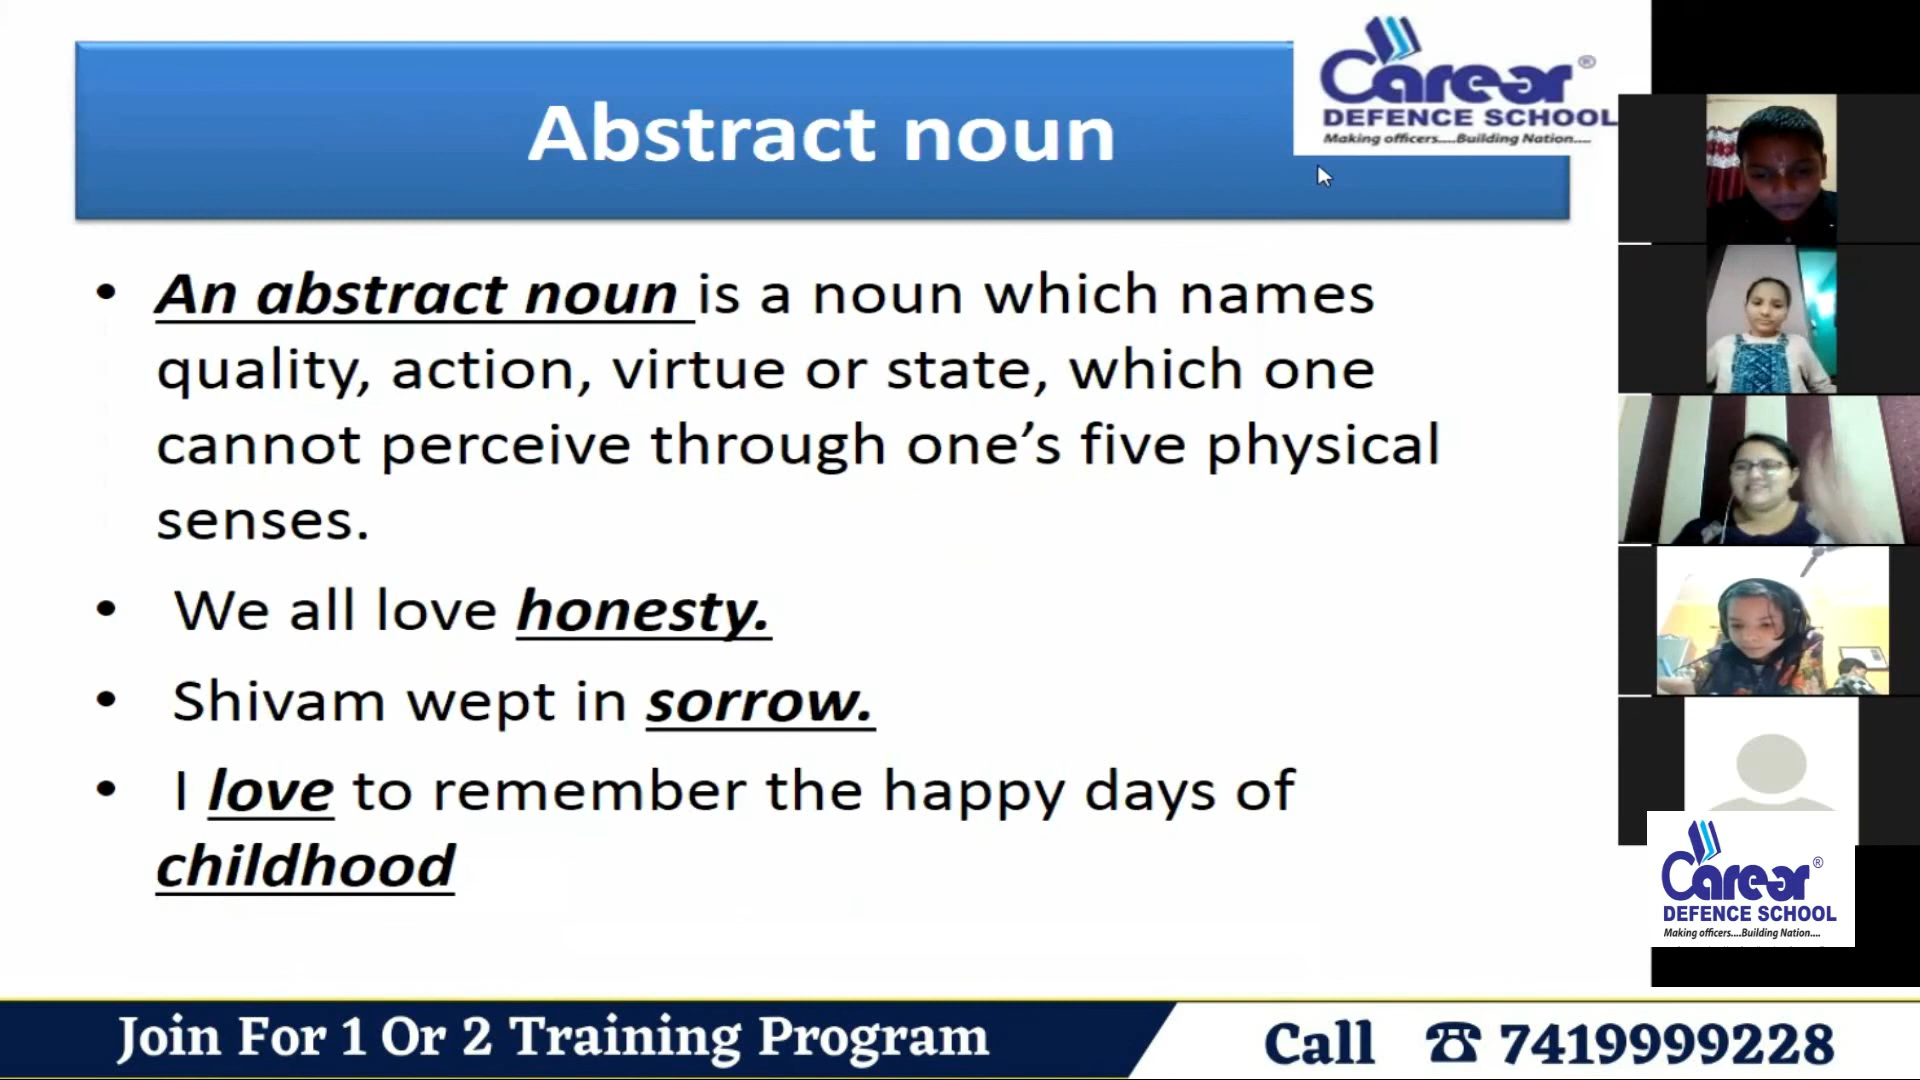 Abstract noun
Carear®
DEFENCE SCHOOL
Making officers....Building Nation....
• An abstract noun is a noun which names
quality, action, virtue or state, which one
cannot perceive through one’s five physical
senses.
• We all love honesty.
• Shivam wept in sorrow.
• I love to remember the happy days of
childhood
Carear®
DEFENCE SCHOOL
Making officers....Building Nation....
Join For 1 Or 2 Training Program
Call ☎ 7419999228